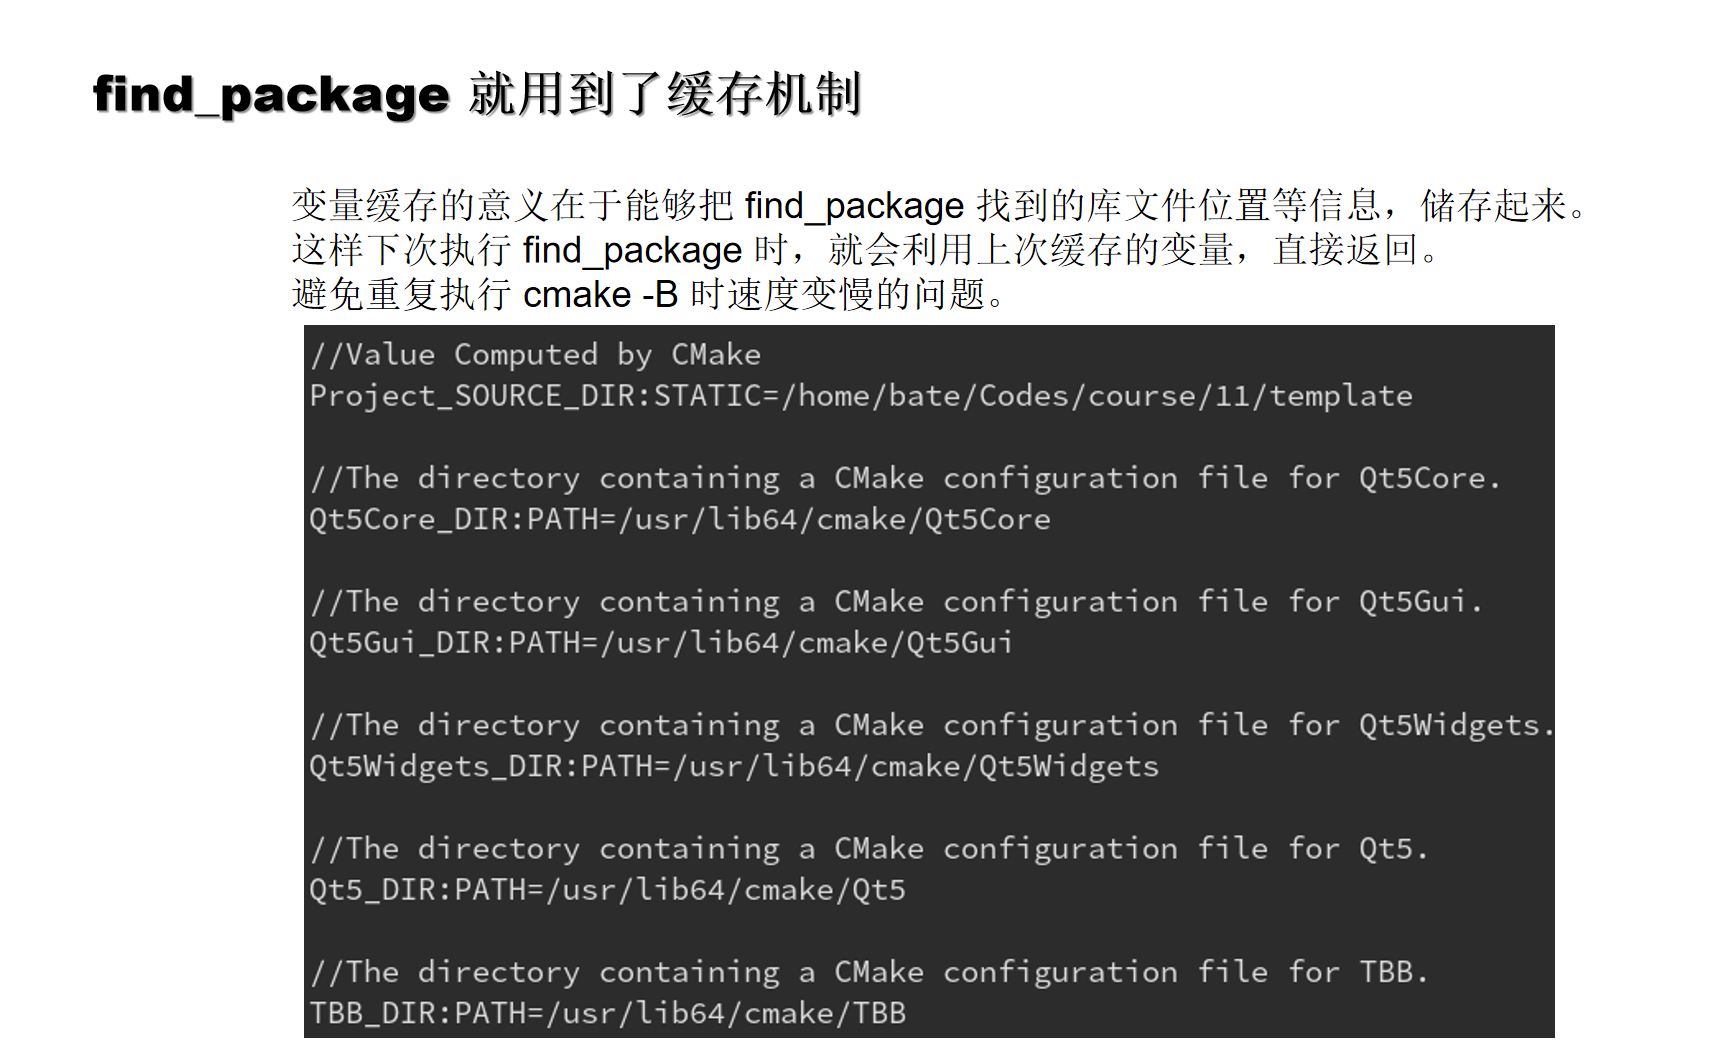 find_package 就用到了缓存机制
变量缓存的意义在于能够把 find_package 找到的库文件位置等信息，储存起来。
这样下次执行 find_package 时，就会利用上次缓存的变量，直接返回。
避免重复执行 cmake -B 时速度变慢的问题。
//Value Computed by CMake
Project_SOURCE_DIR:STATIC=/home/bate/Codes/course/11/template
//The directory containing a CMake configuration file for Qt5Core.
Qt5Core_DIR:PATH=/usr/lib64/cmake/Qt5Core
//The directory containing a CMake configuration file for Qt5Gui.
Qt5Gui_DIR:PATH=/usr/lib64/cmake/Qt5Gui
//The directory containing a CMake configuration file for Qt5Widgets.
Qt5Widgets_DIR:PATH=/usr/lib64/cmake/Qt5Widgets
//The directory containing a CMake configuration file for Qt5.
Qt5_DIR:PATH=/usr/lib64/cmake/Qt5
//The directory containing a CMake configuration file for TBB.
TBB_DIR:PATH=/usr/lib64/cmake/TBB